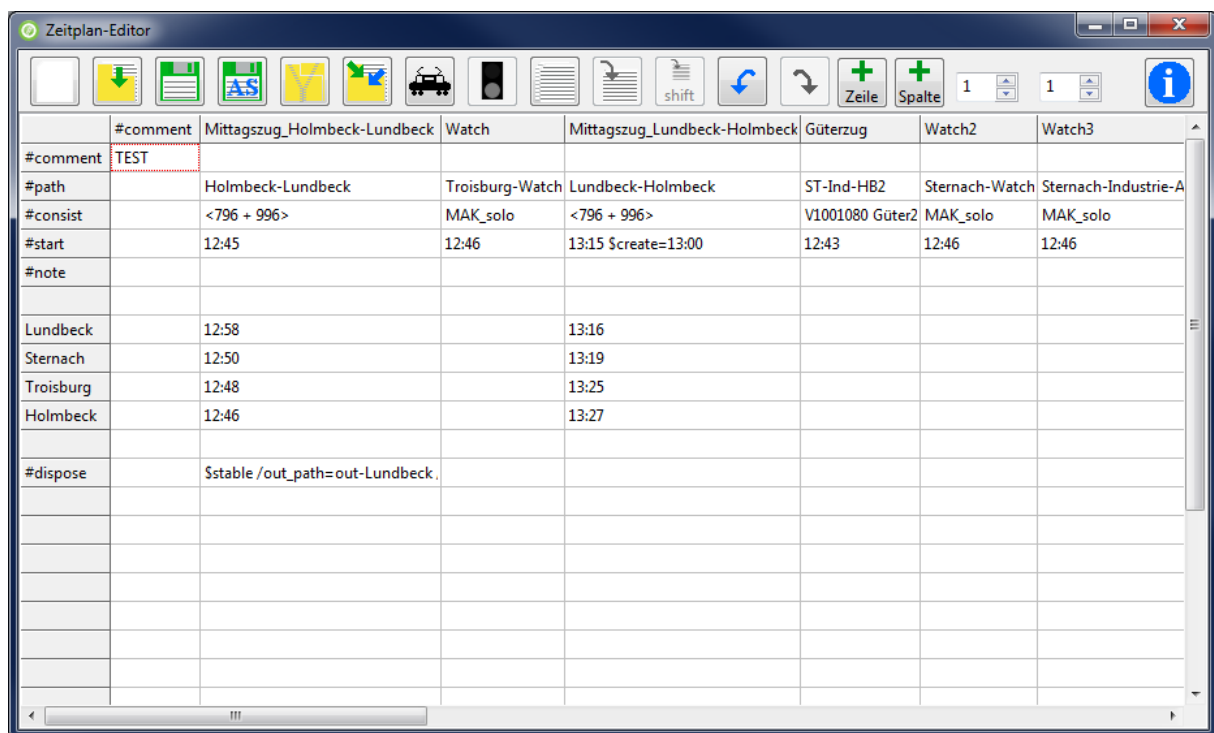 Zeitplan-Editor
AS shift Zeile Spalte 1 1 i
#comment Mittagszug_Holmbeck-Lundbeck Watch Mittagszug_Lundbeck-Holmbeck Güterzug Watch2 Watch3
#comment TEST
#path Holmbeck-Lundbeck Troisburg-Watch Lundbeck-Holmbeck ST-Ind-HB2 Sternach-Watch Sternach-Industrie-A
#consist <796 + 996> MAK_solo <796 + 996> V1001080 Güter2 MAK_solo MAK_solo
#start 12:45 12:46 13:15 $create=13:00 12:43 12:46 12:46
#note
Lundbeck 12:58 13:16
Sternach 12:50 13:19
Troisburg 12:48 13:25
Holmbeck 12:46 13:27
#dispose $stable /out_path=out-Lundbeck